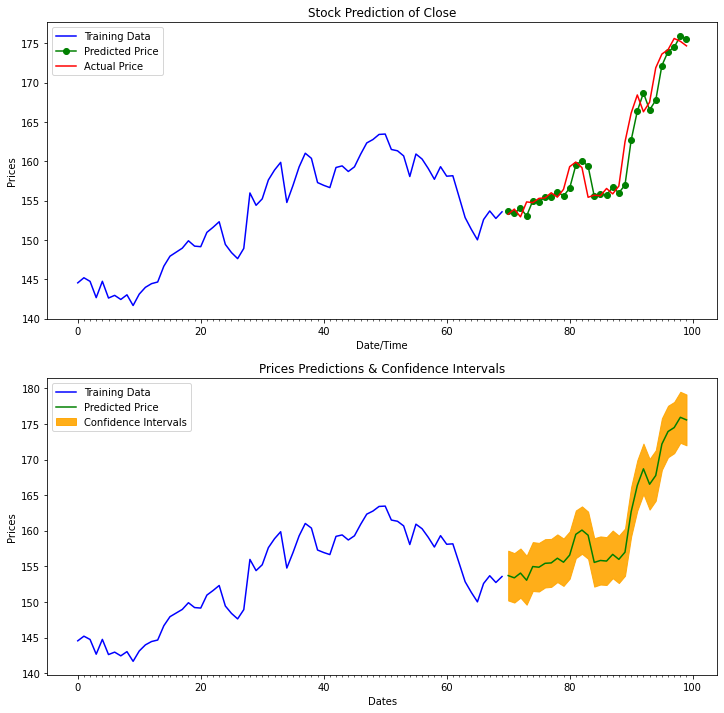 Stock Prediction of Close
Training Data
Predicted Price
Actual Price
175
170
165
160
155
150
145
140
Prices
0 20 40 60 80 100
Date/Time
Prices Predictions & Confidence Intervals
Training Data
Predicted Price
Confidence Intervals
180
175
170
165
160
155
150
145
140
Prices
0 20 40 60 80 100
Dates